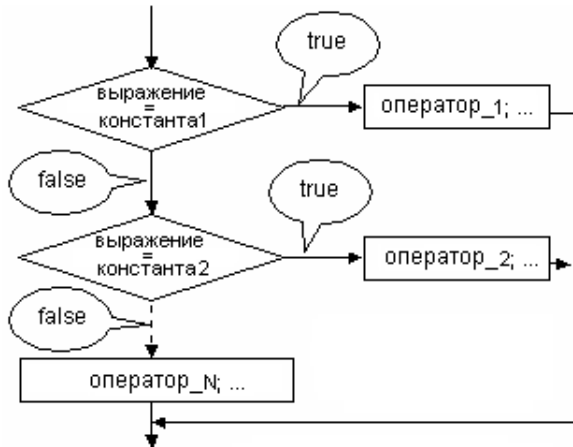 true
выражение
=
константа1
оператор_1; ...
false
true
выражение
=
константа2
оператор_2; ...
false
оператор_N; ...